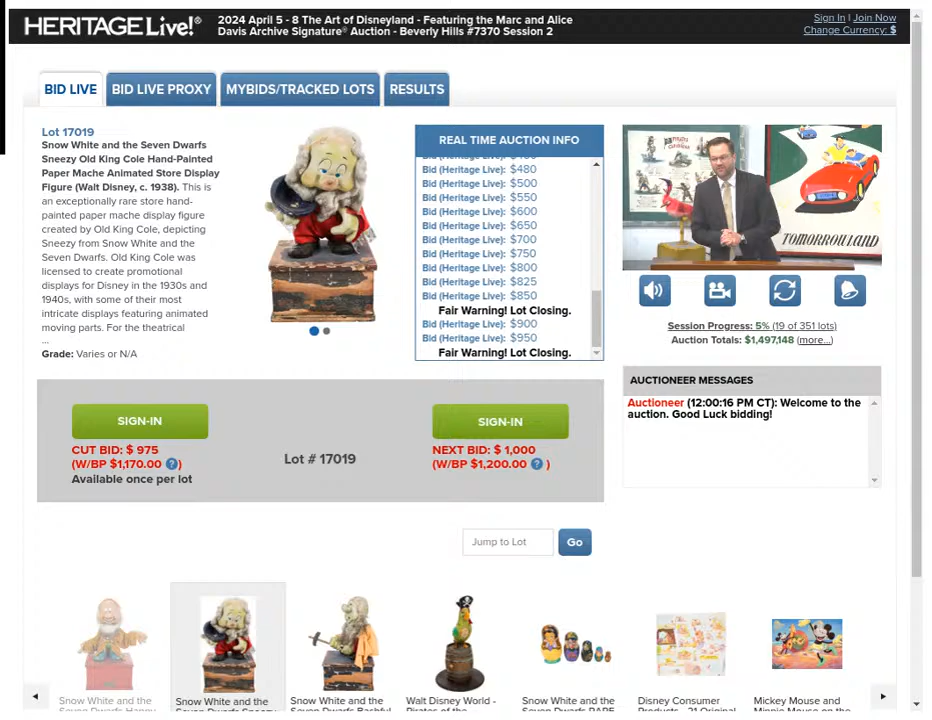 HERITAGE Live!®
2024 April 5 - 8 The Art of Disneyland - Featuring the Marc and Alice
Davis Archive Signature® Auction - Beverly Hills #7370 Session 2
Sign In | Join Now
Change Currency: $
BID LIVE
BID LIVE PROXY
MYBIDS/TRACKED LOTS
RESULTS
Lot 17019
Snow White and the Seven Dwarfs
Sneezy Old King Cole Hand-Painted
Paper Mache Animated Store Display
Figure (Walt Disney, c. 1938). This is
an exceptionally rare store hand-
painted paper mache display figure
created by Old King Cole, depicting
Sneezy from Snow White and the
Seven Dwarfs. Old King Cole was
licensed to create promotional
displays for Disney in the 1930s and
1940s, with some of their most
intricate displays featuring animated
moving parts. For the theatrical
...
Grade: Varies or N/A
REAL TIME AUCTION INFO
Bid (Heritage Live): $480
Bid (Heritage Live): $500
Bid (Heritage Live): $550
Bid (Heritage Live): $600
Bid (Heritage Live): $650
Bid (Heritage Live): $700
Bid (Heritage Live): $750
Bid (Heritage Live): $800
Bid (Heritage Live): $825
Bid (Heritage Live): $850
Fair Warning! Lot Closing.
Bid (Heritage Live): $900
Bid (Heritage Live): $950
Fair Warning! Lot Closing.
TOMORROWLAND
Session Progress: 5% (19 of 351 lots)
Auction Totals: $1,497,148 (more...)
AUCTIONEER MESSAGES
Auctioneer (12:00:16 PM CT): Welcome to the
auction. Good Luck bidding!
SIGN-IN
CUT BID: $ 975
(W/BP $1,170.00 ?)
Available once per lot
Lot # 17019
SIGN-IN
NEXT BID: $ 1,000
(W/BP $1,200.00 ? )
Jump to Lot
Go
Snow White and the
Snow White and the
Snow White and the
Walt Disney World -
Snow White and the
Disney Consumer
Mickey Mouse and